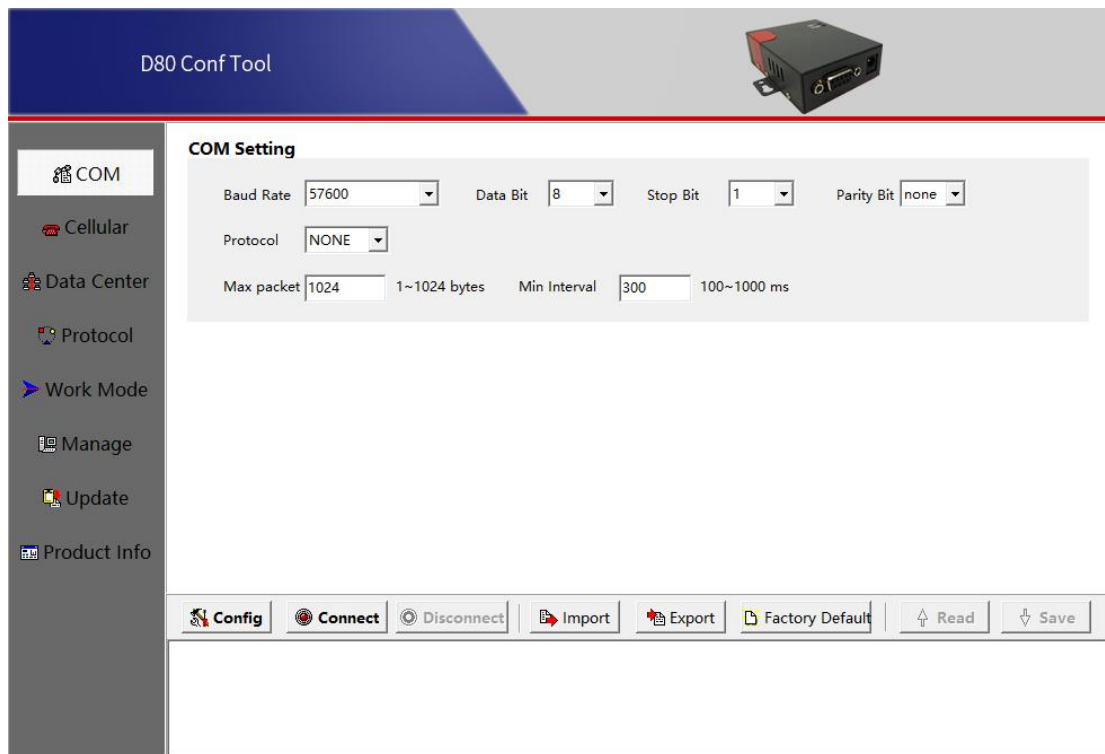 D80 Conf Tool
COM
Cellular
Data Center
Protocol
Work Mode
Manage
Update
Product Info
COM Setting
Baud Rate 57600 Data Bit 8 Stop Bit 1 Parity Bit none
Protocol NONE
Max packet 1024 1~1024 bytes Min Interval 300 100~1000 ms
Config Connect Disconnect Import Export Factory Default Read Save